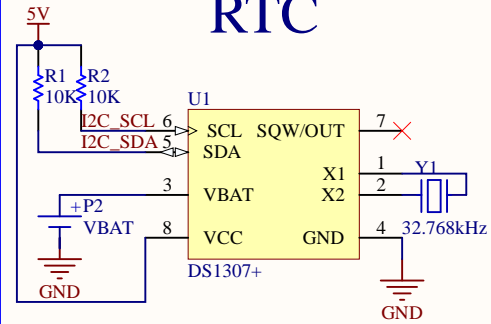 RTC
5V
R1
10K
R2
10K
U1
I2C_SCL 6 SCL SQW/OUT 7
I2C_SDA 5 SDA
X1 1 Y1
3 VBAT X2 2
+ P2
VBAT
32.768kHz
8 VCC GND 4
DS1307+
GND
GND